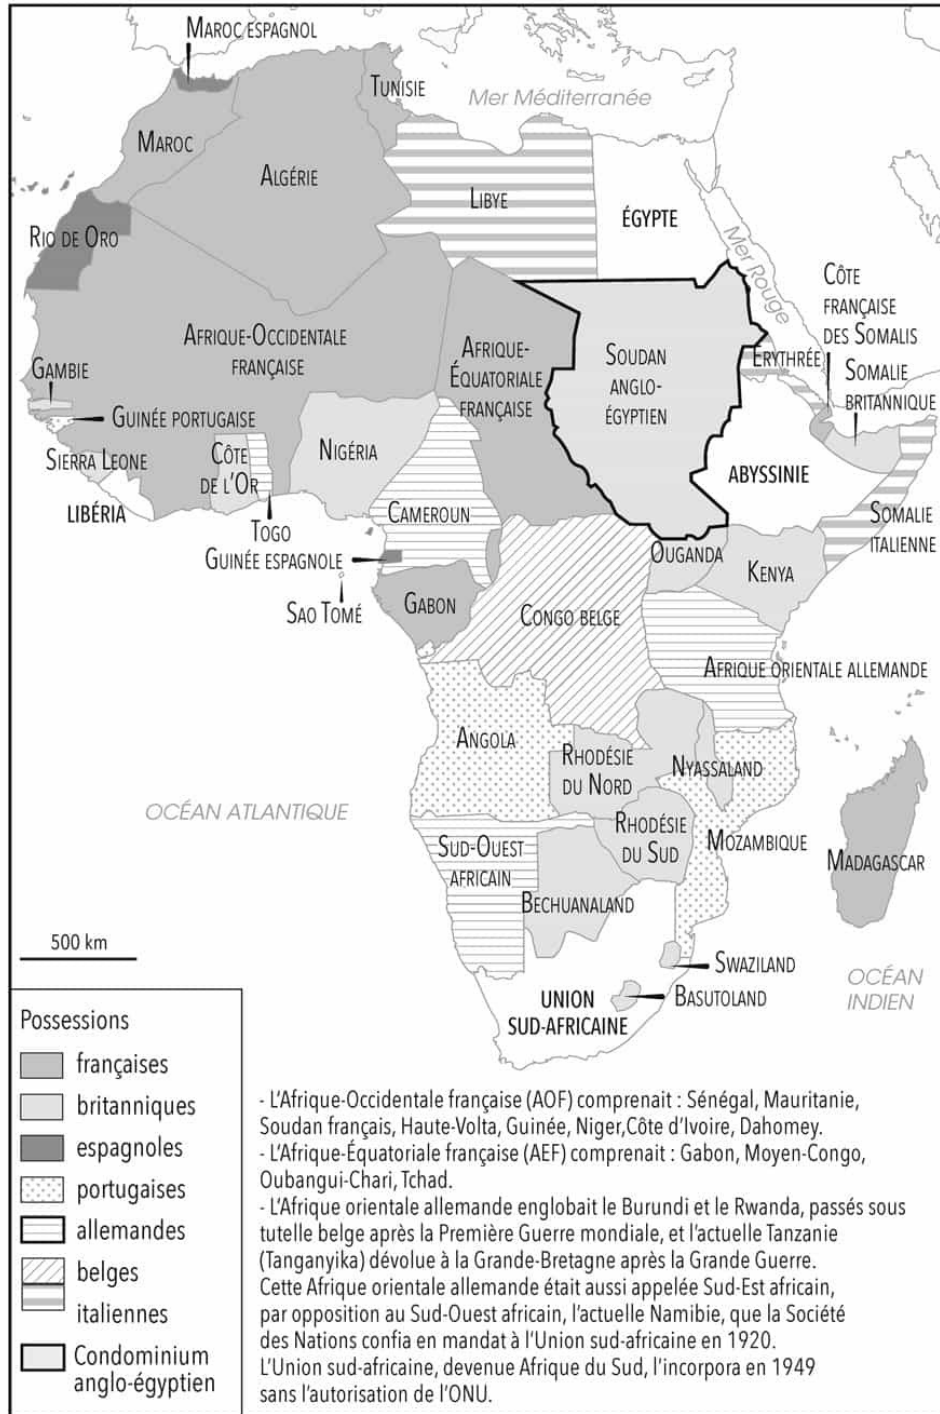 MAROC ESPAGNOL
TUNISIE
Mer Méditerranée
MAROC
ALGÉRIE
LIBYE
ÉGYPTE
RIO DE ORO
Mer Rouge
CÔTE
FRANÇAISE
DES SOMALIS
AFRIQUE-OCCIDENTALE
FRANÇAISE
AFRIQUE-
ÉQUATORIALE
FRANÇAISE
SOUDAN
ANGLO-
ÉGYPTIEN
ERYTHRÉE
SOMALIE
BRITANNIQUE
GAMBIE
GUINÉE PORTUGAISE
SIERRA LEONE
CÔTE
DE L'OR
NIGÉRIA
ABYSSINIE
LIBÉRIA
TOGO
CAMEROUN
SOMALIE
ITALIENNE
GUINÉE ESPAGNOLE
OUGANDA
KENYA
SAO TOMÉ
GABON
CONGO BELGE
AFRIQUE ORIENTALE ALLEMANDE
ANGOLA
RHODÉSIE
DU NORD
NYASSALAND
OCÉAN ATLANTIQUE
SUD-OUEST
AFRICAIN
RHODÉSIE
DU SUD
MOZAMBIQUE
MADAGASCAR
BECHUANALAND
500 km
SWAZILAND
BASUTOLAND
OCÉAN
INDIEN
UNION
SUD-AFRICAINE
Possessions
françaises
britanniques
espagnoles
portugaises
allemandes
belges
italiennes
Condominium
anglo-égyptien
- L'Afrique-Occidentale française (AOF) comprenait : Sénégal, Mauritanie,
Soudan français, Haute-Volta, Guinée, Niger,Côte d'Ivoire, Dahomey.
- L'Afrique-Équatoriale française (AEF) comprenait : Gabon, Moyen-Congo,
Oubangui-Chari, Tchad.
- L'Afrique orientale allemande englobait le Burundi et le Rwanda, passés sous
tutelle belge après la Première Guerre mondiale, et l'actuelle Tanzanie
(Tanganyika) dévolue à la Grande-Bretagne après la Grande Guerre.
Cette Afrique orientale allemande était aussi appelée Sud-Est africain,
par opposition au Sud-Ouest africain, l'actuelle Namibie, que la Société
des Nations confia en mandat à l'Union sud-africaine en 1920.
L'Union sud-africaine, devenue Afrique du Sud, l'incorpora en 1949
sans l'autorisation de l'ONU.